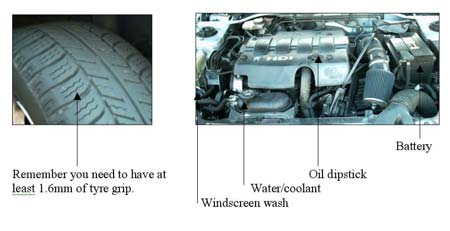 HDI
Battery
Oil dipstick
Remember you need to have at
least 1.6mm of tyre grip.
Water/coolant
Windscreen wash